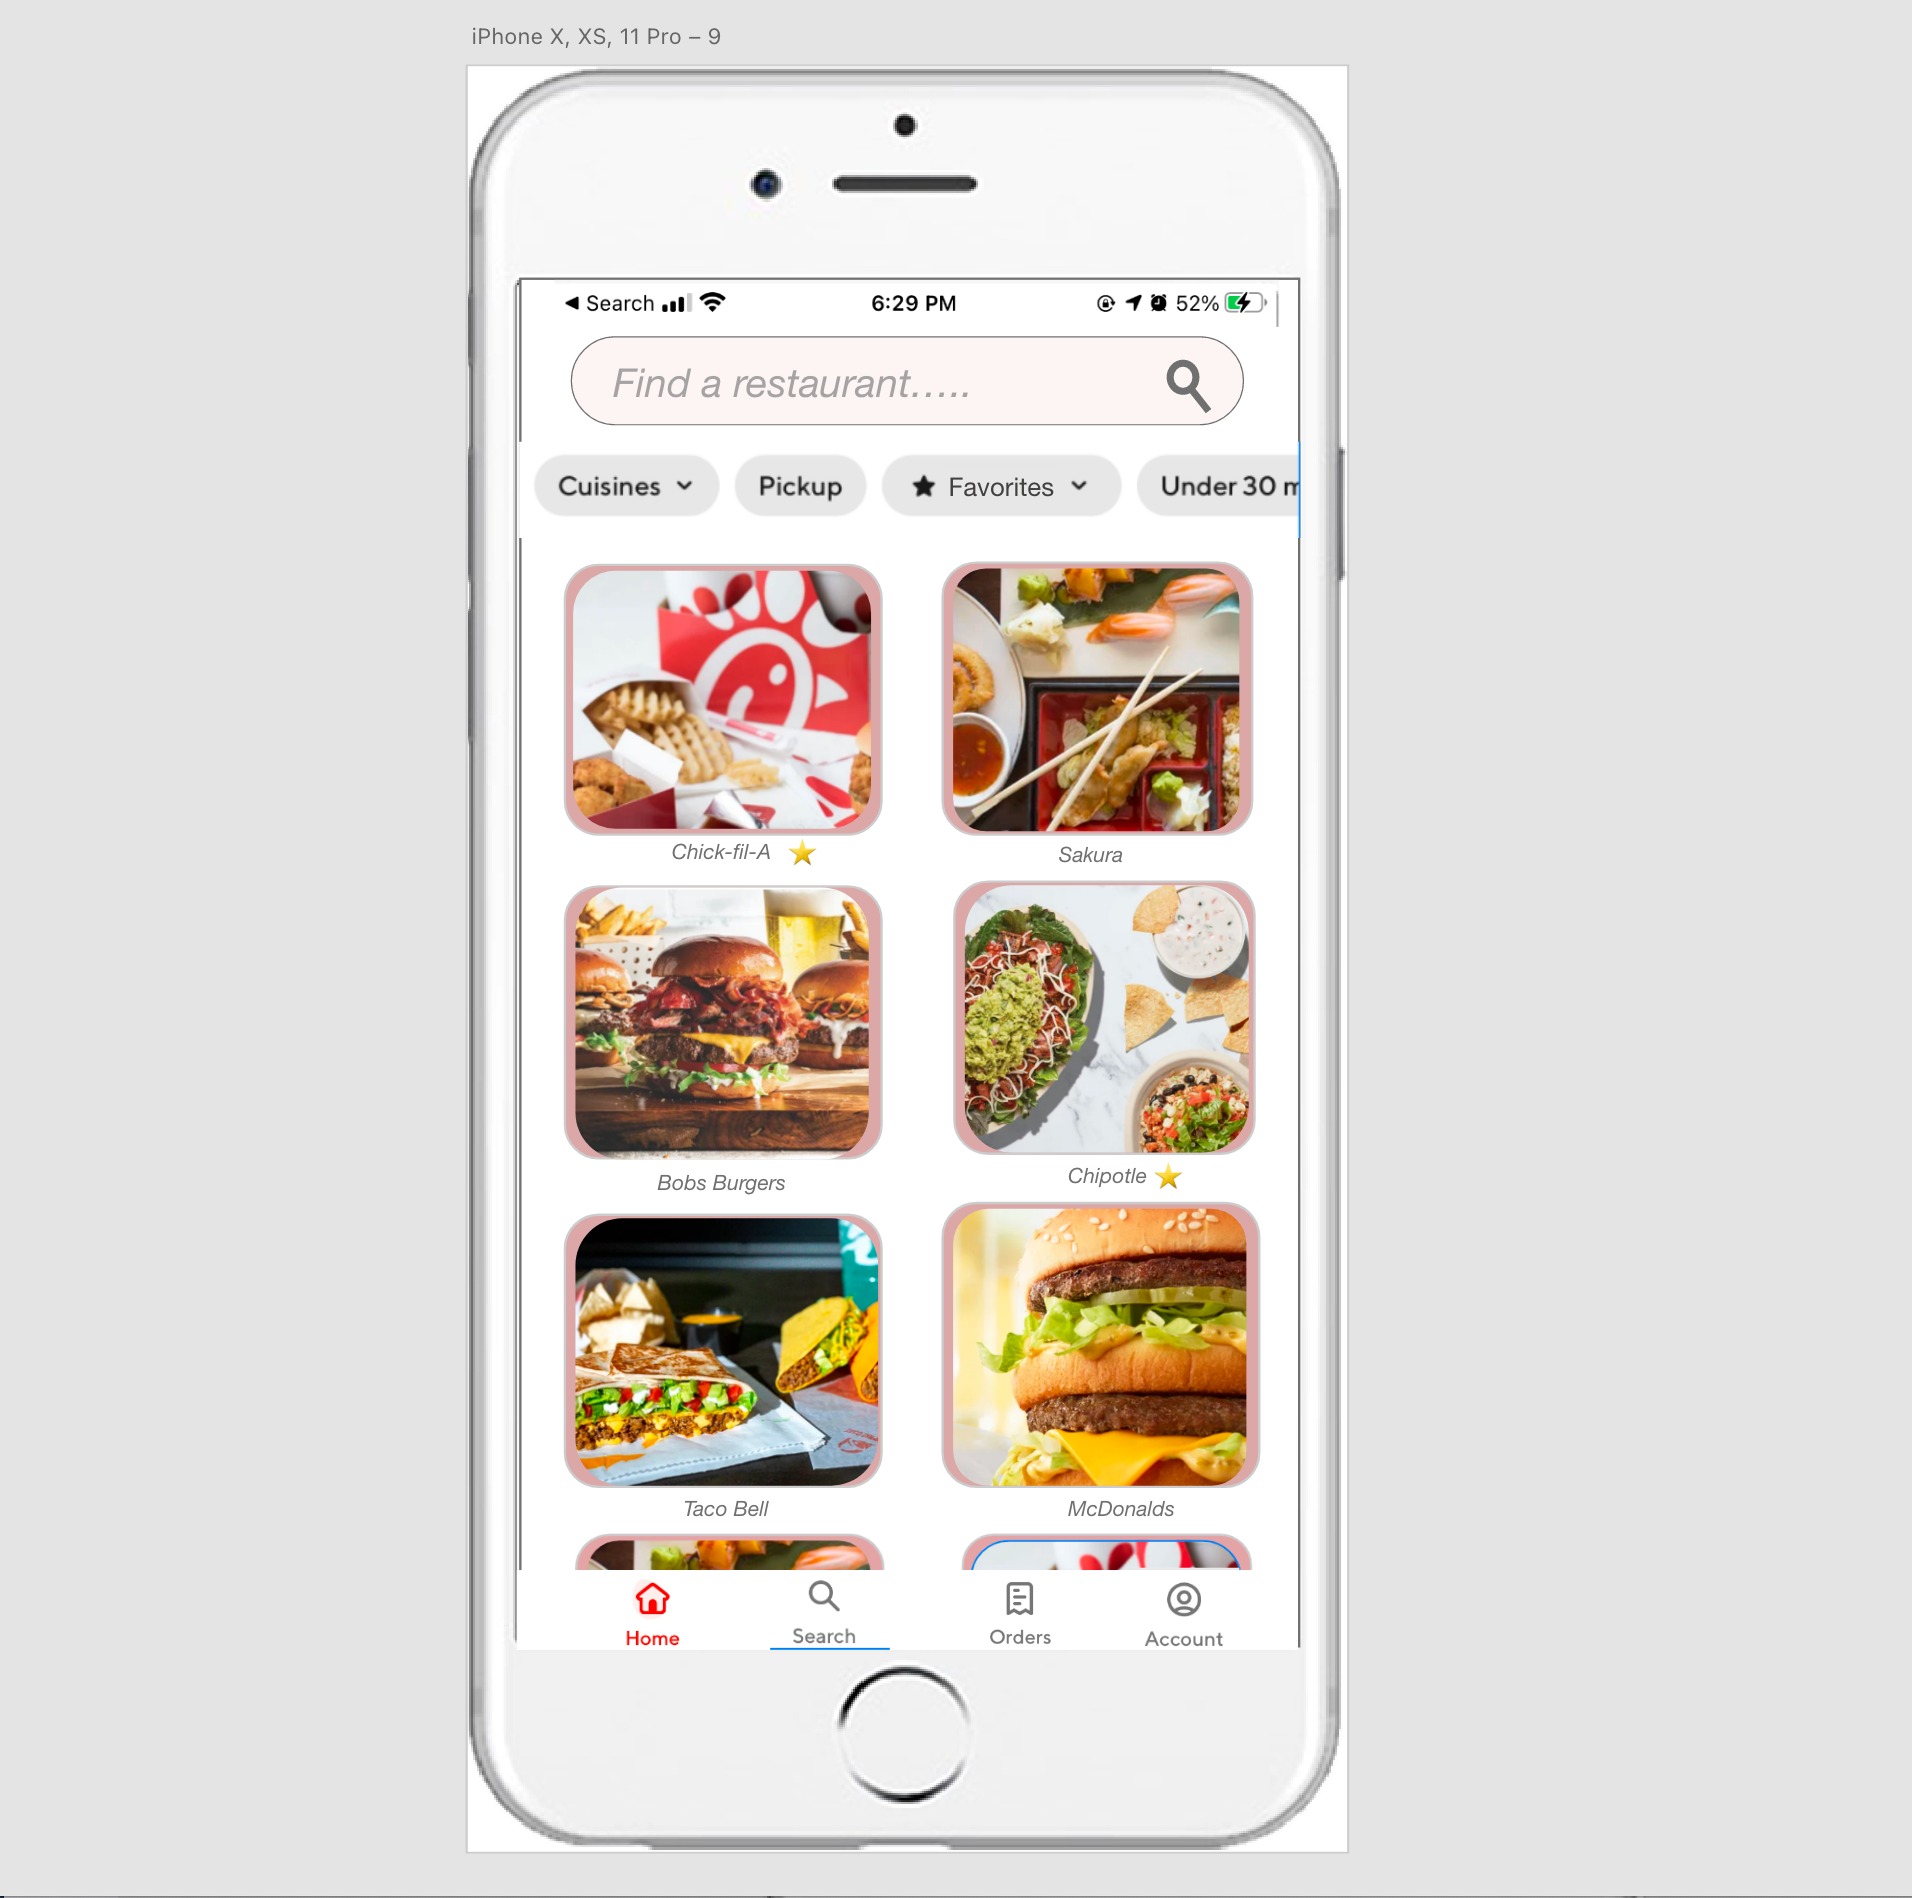 iPhone X, XS, 11 Pro – 9
Search 6:29 PM 52%
Find a restaurant.....
Cuisines Pickup Favorites Under 30 m
Chick-fil-A Sakura
Bobs Burgers Chipotle
Taco Bell McDonalds
Home Search Orders Account